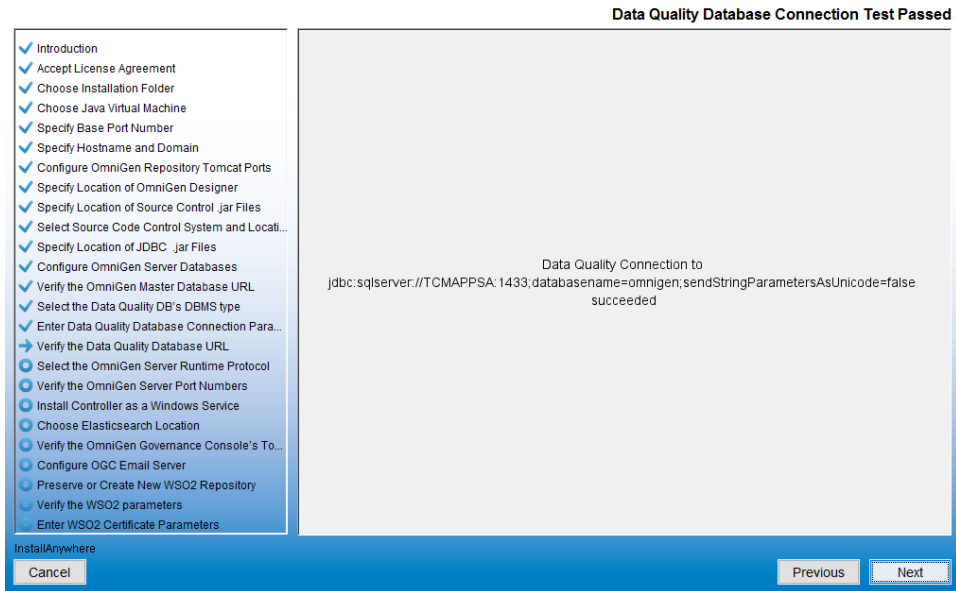 Data Quality Database Connection Test Passed
Introduction
Accept License Agreement
Choose Installation Folder
Choose Java Virtual Machine
Specify Base Port Number
Specify Hostname and Domain
Configure OmniGen Repository Tomcat Ports
Specify Location of OmniGen Designer
Specify Location of Source Control .jar Files
Select Source Code Control System and Locati...
Specify Location of JDBC .jar Files
Configure OmniGen Server Databases
Verify the OmniGen Master Database URL
Select the Data Quality DB's DBMS type
Enter Data Quality Database Connection Para...
Verify the Data Quality Database URL
Select the OmniGen Server Runtime Protocol
Verify the OmniGen Server Port Numbers
Install Controller as a Windows Service
Choose Elasticsearch Location
Verify the OmniGen Governance Console's To...
Configure OGC Email Server
Preserve or Create New WSO2 Repository
Verify the WSO2 parameters
Enter WSO2 Certificate Parameters
Data Quality Connection to
jdbc:sqlserver://TCMAPPSA:1433;databasename=omnigen;sendStringParametersAsUnicode=false
succeeded
InstallAnywhere
Cancel
Previous
Next